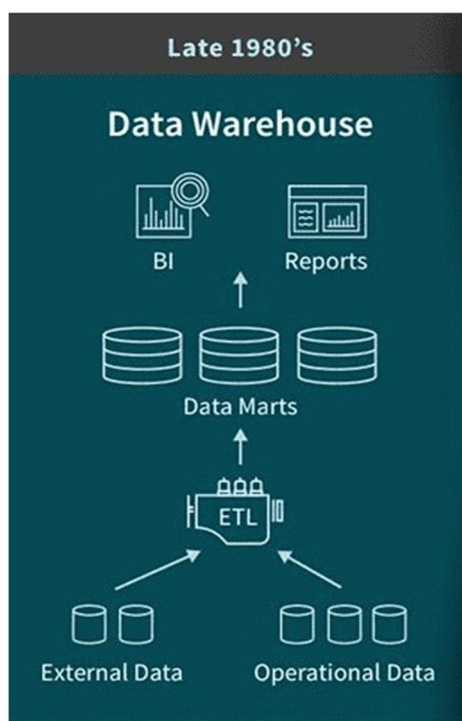 Late 1980’s
Data Warehouse
BI
Reports
Data Marts
ETL
External Data
Operational Data